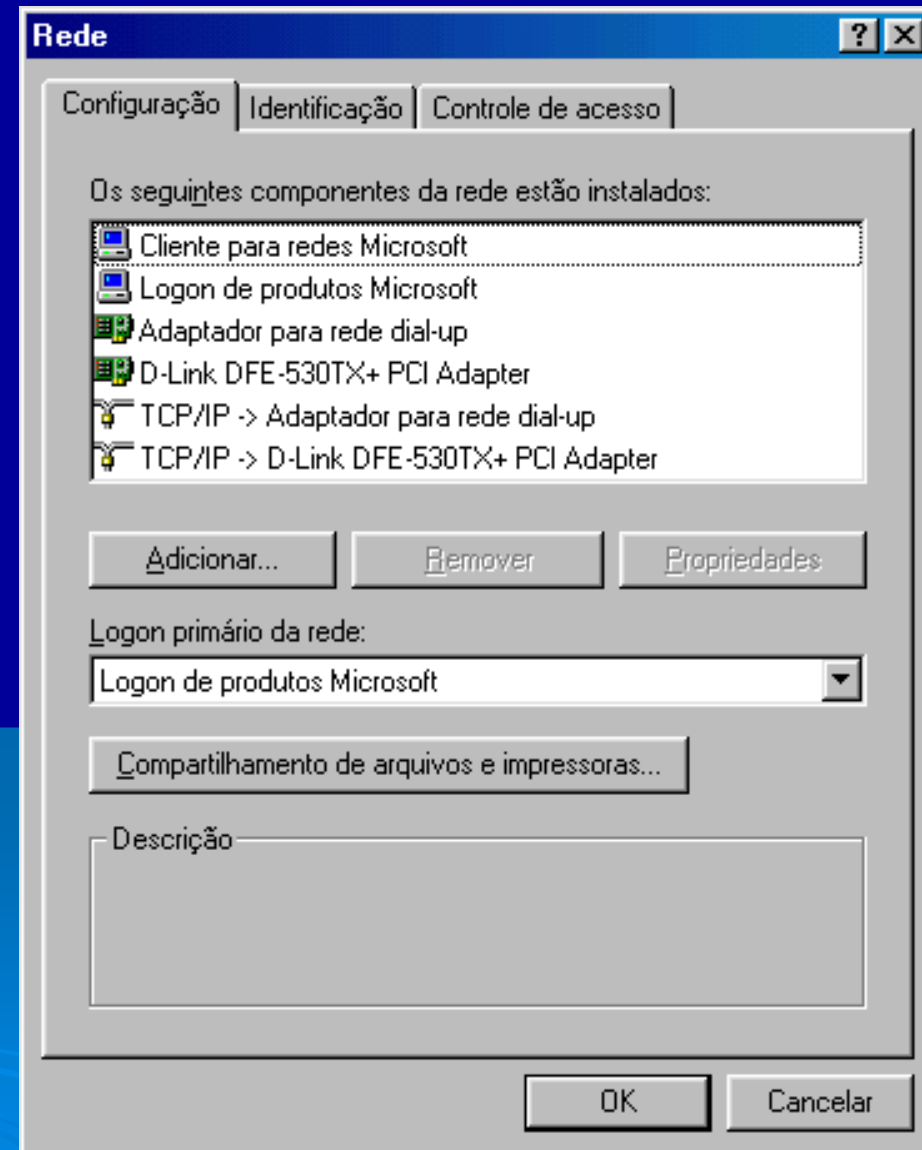 Rede
Configuração Identificação Controle de acesso
Os seguintes componentes da rede estão instalados:
Cliente para redes Microsoft
Logon de produtos Microsoft
Adaptador para rede dial-up
D-Link DFE-530TX+ PCI Adapter
TCP/IP -> Adaptador para rede dial-up
TCP/IP -> D-Link DFE-530TX+ PCI Adapter
Adicionar... Remover Propriedades
Logon primário da rede:
Logon de produtos Microsoft
Compartilhamento de arquivos e impressoras...
Descrição
OK Cancelar